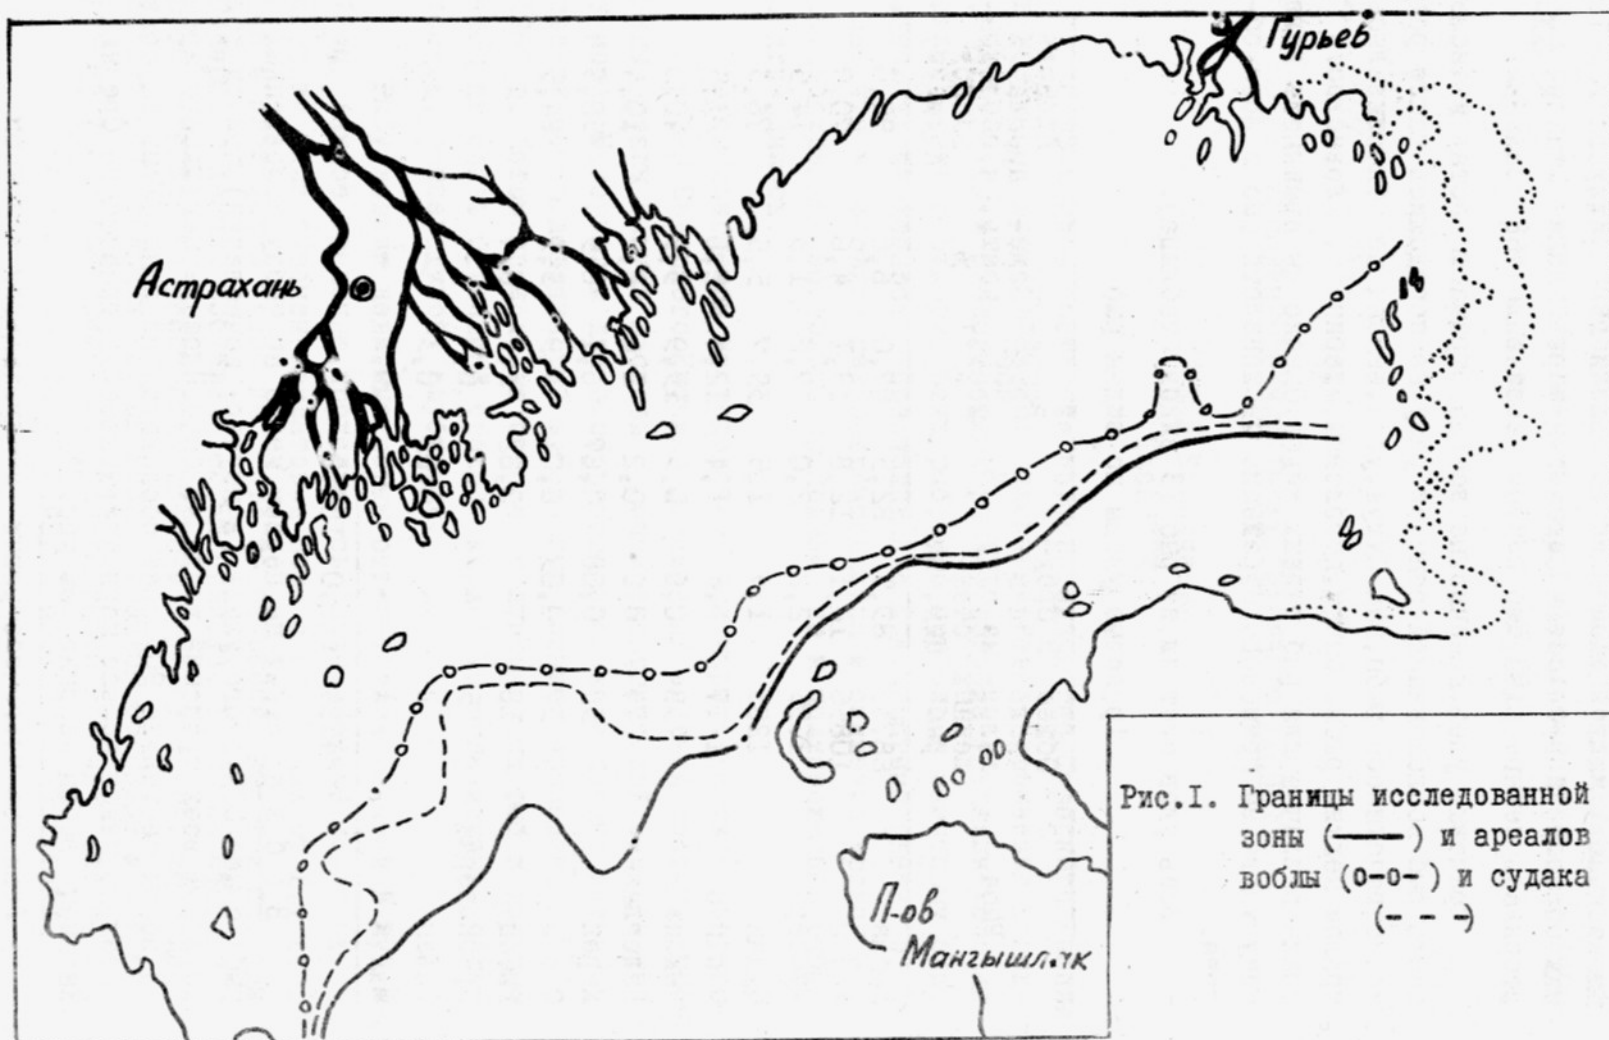 Гурьев
Астрахань
Рис.I. Границы исследованной
зоны (——) и ареалов
воблы (о-о-) и судака
(- - -)
П-ов
Мангышлак